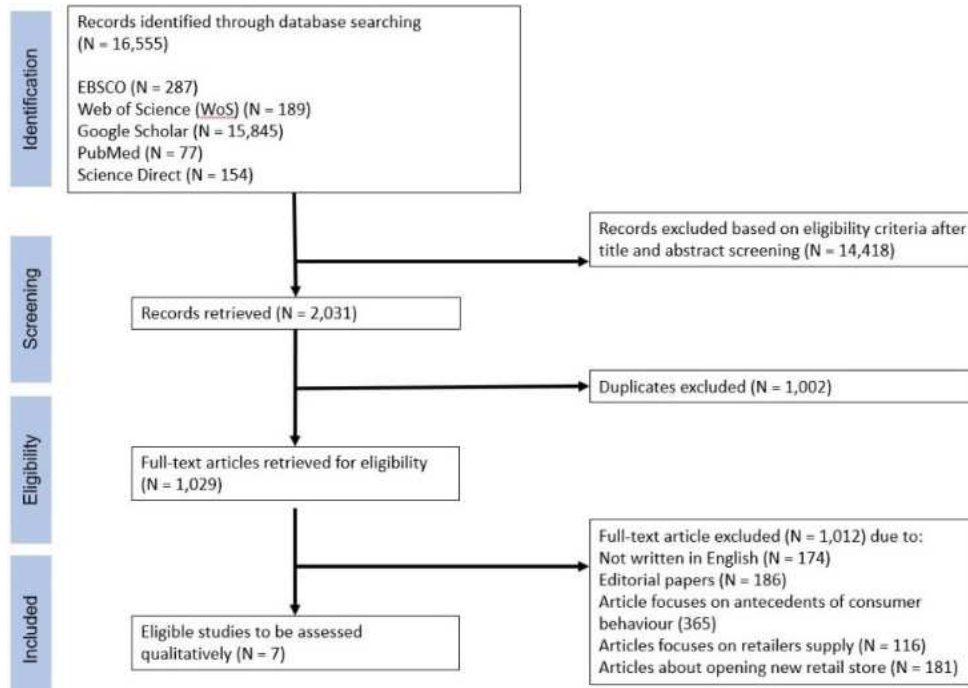 Identification
Records identified through database searching
(N = 16,555)
EBSCO (N = 287)
Web of Science (WoS) (N = 189)
Google Scholar (N = 15,845)
PubMed (N = 77)
Science Direct (N = 154)
Records excluded based on eligibility criteria after
title and abstract screening (N = 14,418)
Screening
Records retrieved (N = 2,031)
Duplicates excluded (N = 1,002)
Eligibility
Full-text articles retrieved for eligibility
(N = 1,029)
Full-text article excluded (N = 1,012) due to:
Not written in English (N = 174)
Editorial papers (N = 186)
Article focuses on antecedents of consumer
behaviour (365)
Articles focuses on retailers supply (N = 116)
Articles about opening new retail store (N = 181)
Included
Eligible studies to be assessed
qualitatively (N = 7)